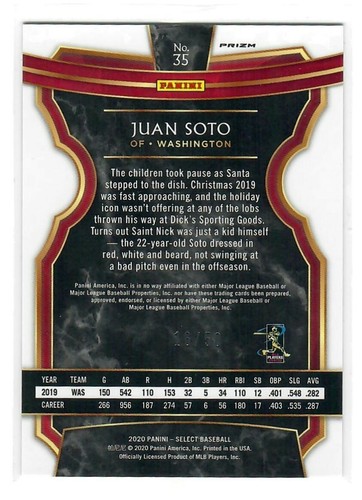 No.
35
PRIZM
PANINI
JUAN SOTO
OF • WASHINGTON
The children took pause as Santa
stepped to the dish. Christmas 2019
was fast approaching, and the holiday
icon wasn't offering at any of the lobs
thrown his way at Dick's Sporting Goods.
Turns out Saint Nick was just a kid himself
— the 22-year-old Soto dressed in
red, white and beard, not swinging at
a bad pitch even in the offseason.
Panini America, Inc. is in no way affiliated with either Major League Baseball or
Major League Baseball Properties, Inc. nor have these trading cards been prepared,
approved, endorsed, or licensed by either Major League Baseball or
Major League Baseball Properties, Inc.
PLAYERS
YEAR TEAM G AB R H 2B 3B HR RBI SB OBP SLG AVG
2019 WAS 150 542 110 153 32 5 34 110 12 .401 .548 .282
CAREER 266 956 187 274 57 6 56 180 17 .403 .535 .287
2020 PANINI – SELECT BASEBALL
© 2020 Panini America, Inc. Printed in the USA.
Officially Licensed Product of MLB Players, Inc.